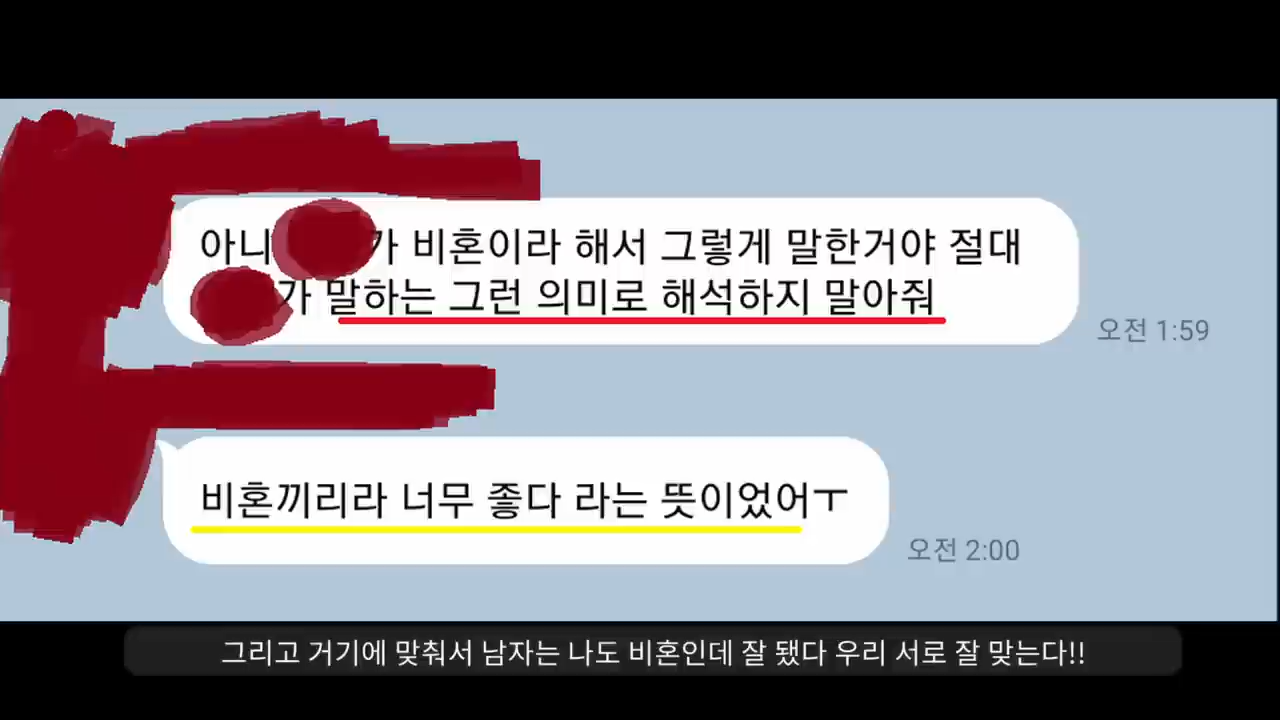 아니 가 비혼이라 해서 그렇게 말한거야 절대
가 말하는 그런 의미로 해석하지 말아줘
오전 1:59
비혼끼리라 너무 좋다 라는 뜻이었어ㅜ
오전 2:00
그리고 거기에 맞춰서 남자는 나도 비혼인데 잘 됐다 우리 서로 잘 맞는다!!